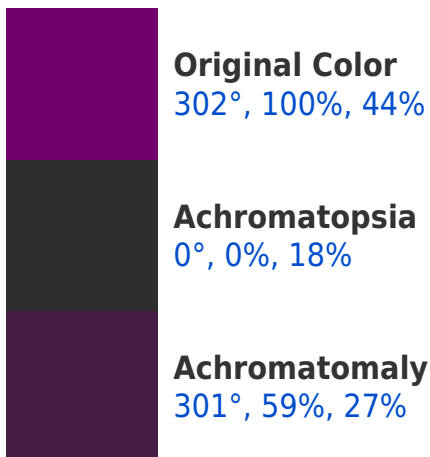 Original Color
302°, 100%, 44%
Achromatopsia
0°, 0%, 18%
Achromatomaly
301°, 59%, 27%